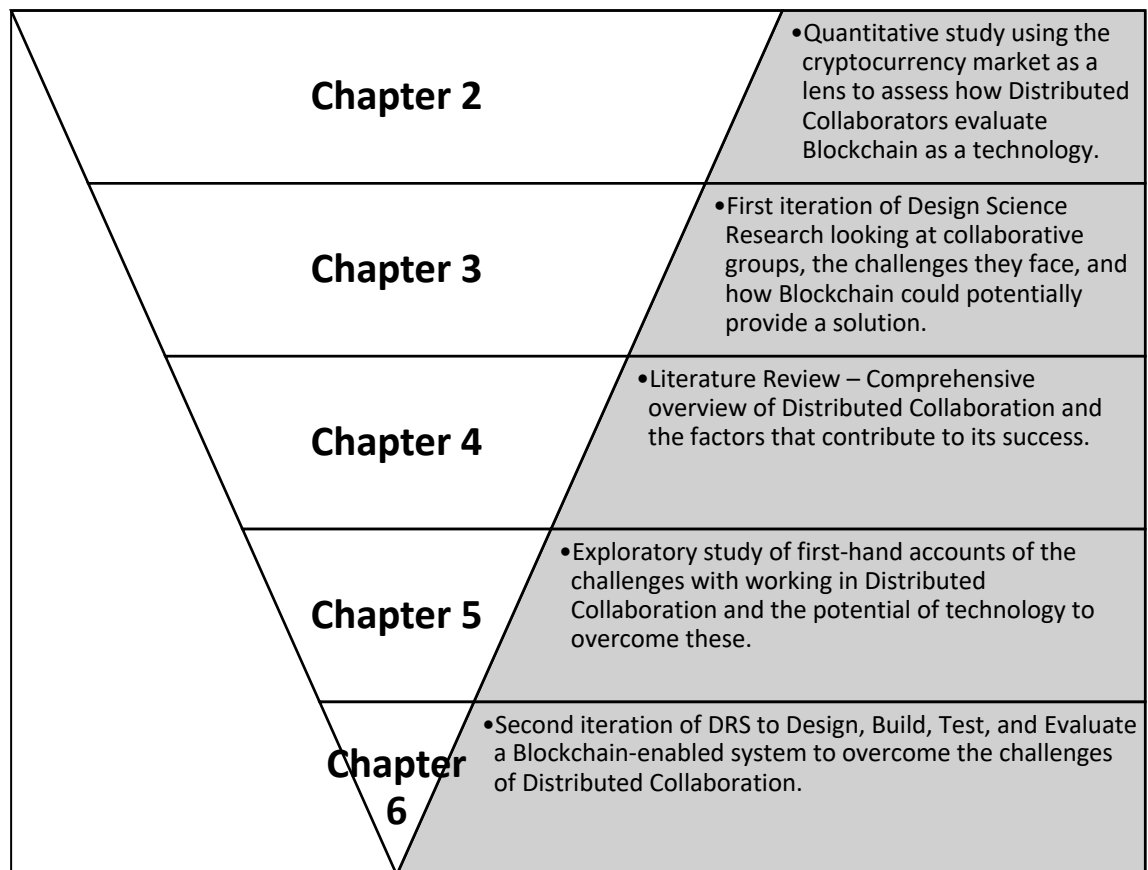 Chapter 2
•Quantitative study using the
cryptocurrency market as a
lens to assess how Distributed
Collaborators evaluate
Blockchain as a technology.
Chapter 3
•First iteration of Design Science
Research looking at collaborative
groups, the challenges they face, and
how Blockchain could potentially
provide a solution.
Chapter 4
•Literature Review – Comprehensive
overview of Distributed Collaboration and
the factors that contribute to its success.
Chapter 5
•Exploratory study of first-hand accounts of the
challenges with working in Distributed
Collaboration and the potential of technology to
overcome these.
Chapter
6
•Second iteration of DRS to Design, Build, Test, and Evaluate
a Blockchain-enabled system to overcome the challenges
of Distributed Collaboration.